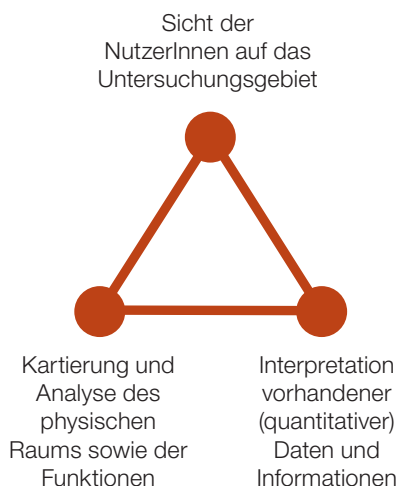 Sicht der
NutzerInnen auf das
Untersuchungsgebiet
Kartierung und
Analyse des
physischen
Raums sowie der
Funktionen
Interpretation
vorhandener
(quantitativer)
Daten und
Informationen